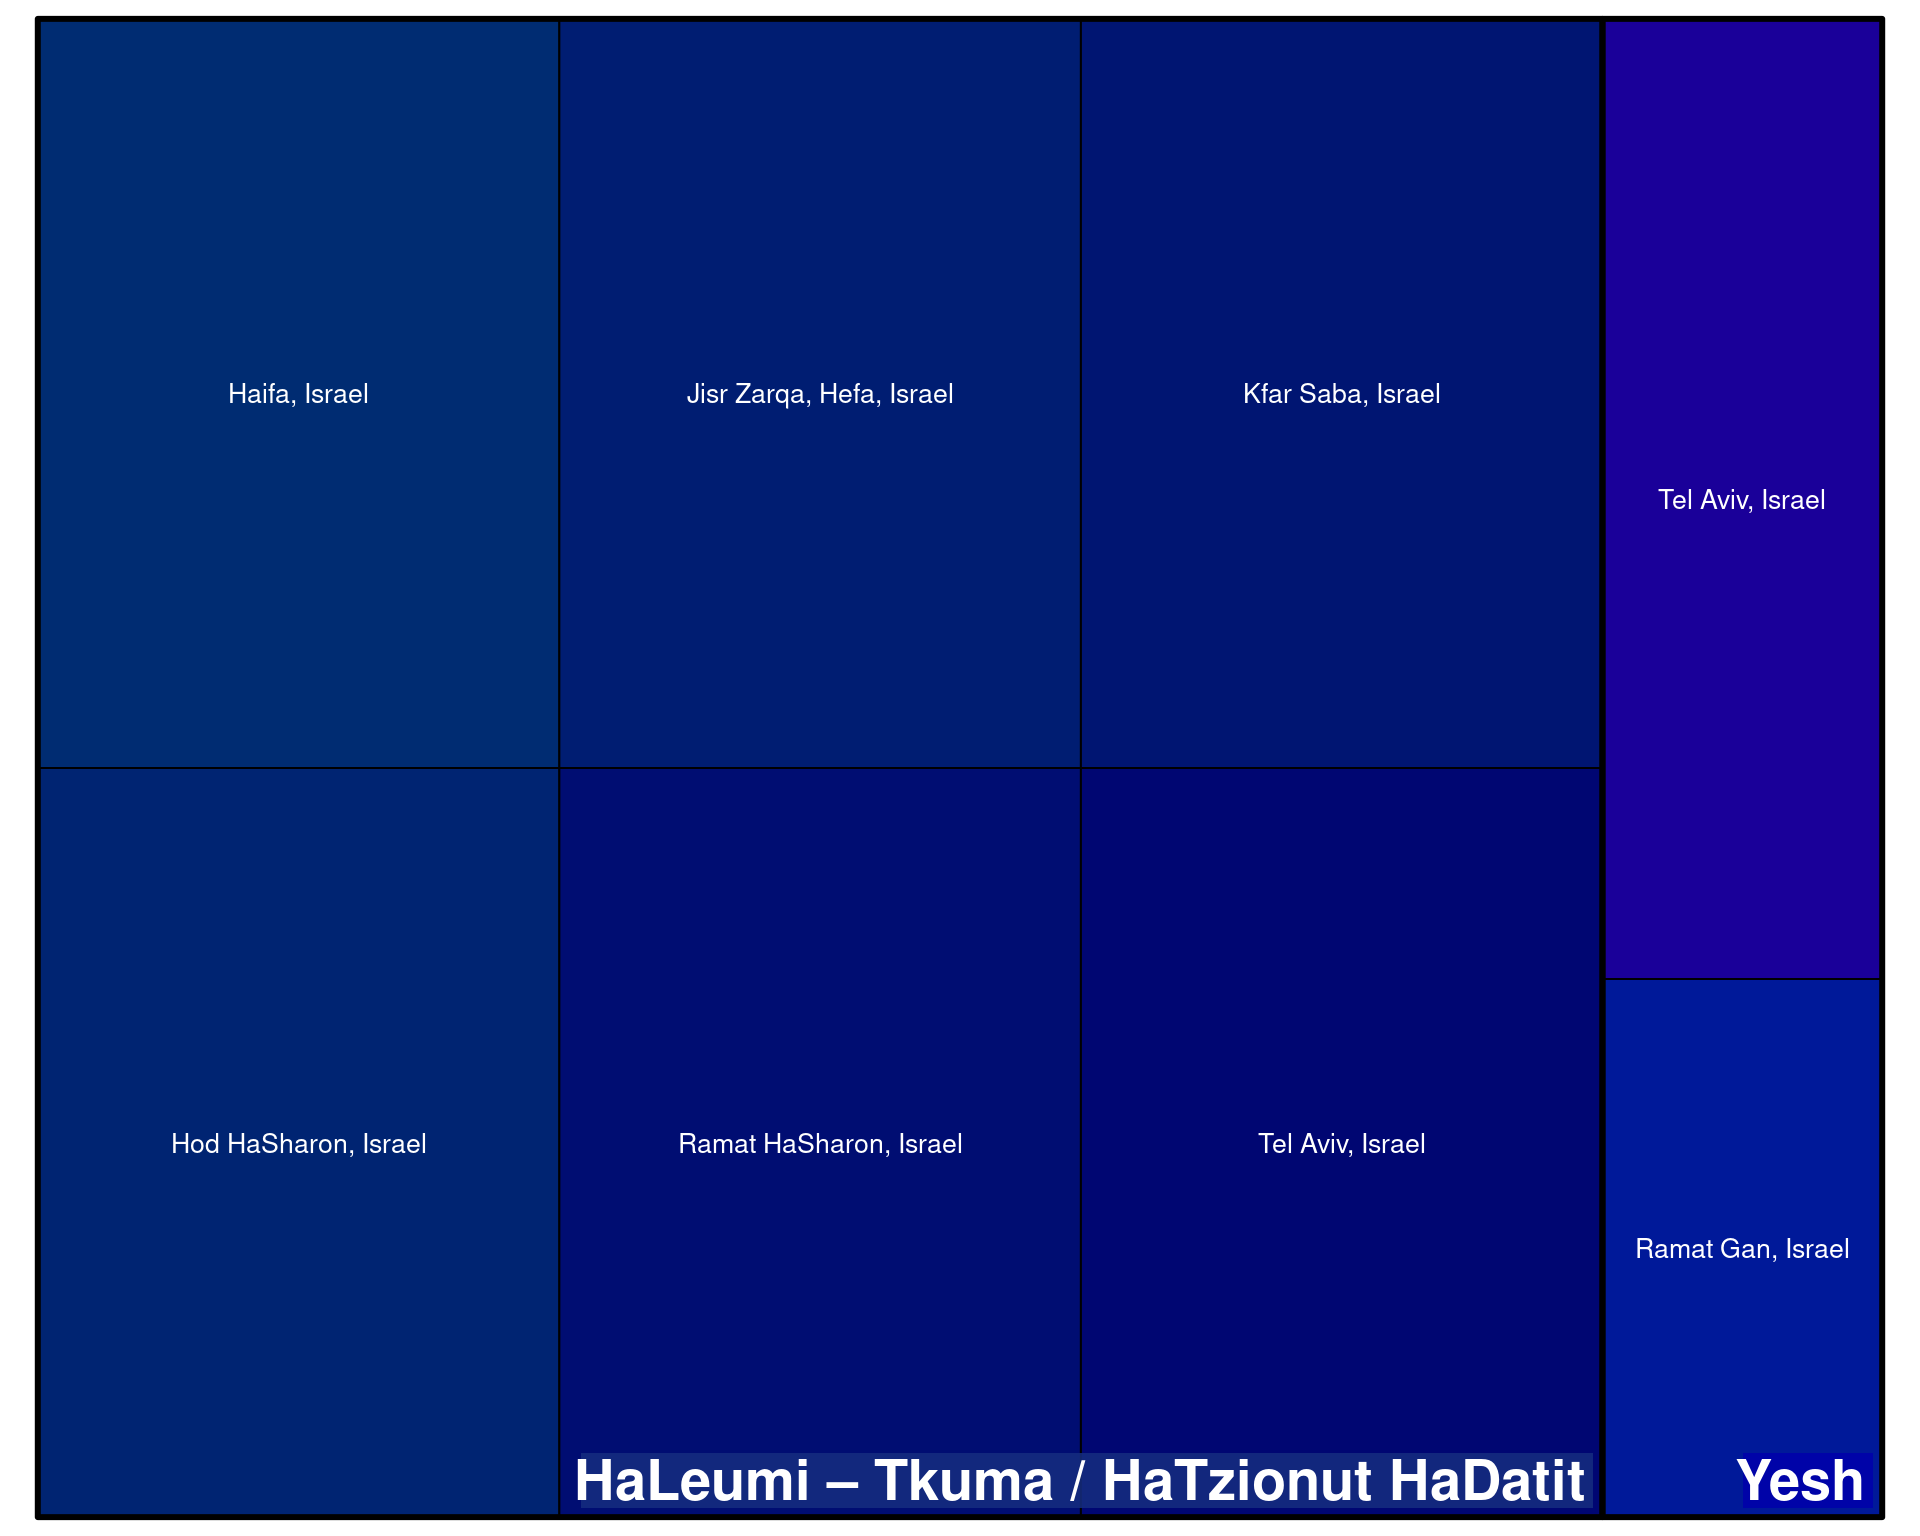 Haifa, Israel
Jisr Zarqa, Hefa, Israel
Kfar Saba, Israel
Tel Aviv, Israel
Hod HaSharon, Israel
Ramat HaSharon, Israel
Tel Aviv, Israel
Ramat Gan, Israel
HaLeumi – Tkuma / HaTzionut HaDatit
Yesh